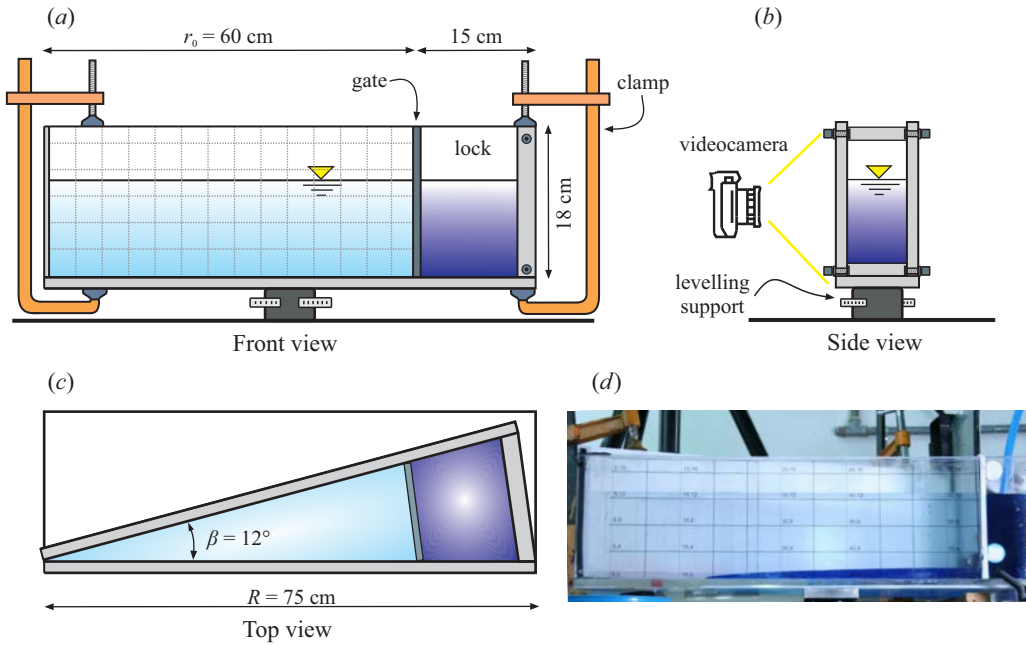 (a)
(b)
r₀ = 60 cm
15 cm
gate
clamp
lock
videocamera
18 cm
levelling
support
Front view
Side view
(c)
(d)
β = 12°
R = 75 cm
Top view